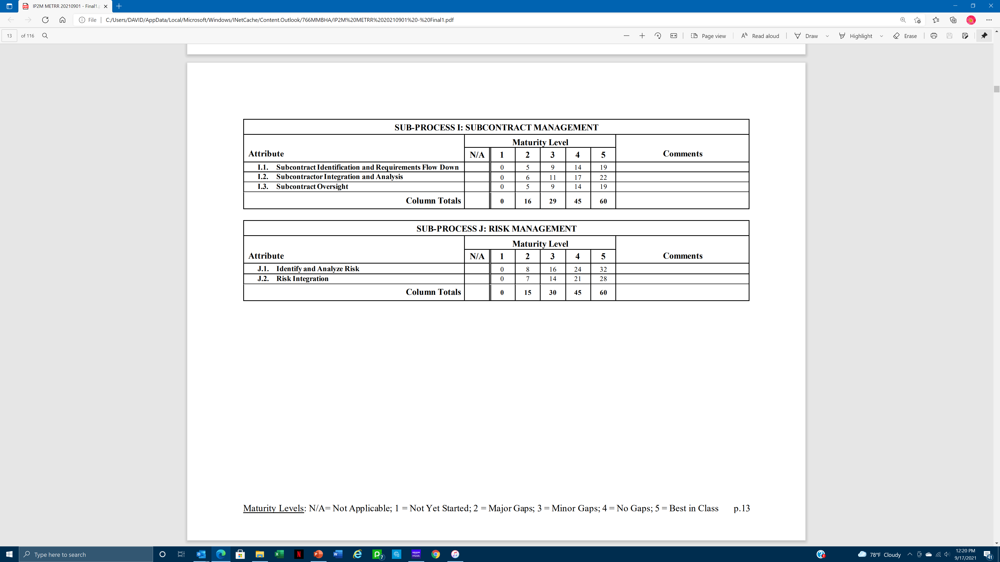 IP2M METRR 20210901 - Final1.p
File
C:/Users/DAVID/AppData/Local/Microsoft/Windows/INetCache/Content.Outlook/766MMBHA/IP2M%20METRR%2020210901%20-%20Final1.pdf
13 of 116
Page view
Read aloud
Draw
Highlight
Erase
SUB-PROCESS I: SUBCONTRACT MANAGEMENT
Attribute Maturity Level Comments
N/A 1 2 3 4 5
I.1. Subcontract Identification and Requirements Flow Down 0 5 9 14 19
I.2. Subcontractor Integration and Analysis 0 6 11 17 22
I.3. Subcontract Oversight 0 5 9 14 19
Column Totals 0 16 29 45 60
SUB-PROCESS J: RISK MANAGEMENT
Attribute Maturity Level Comments
N/A 1 2 3 4 5
J.1. Identify and Analyze Risk 0 8 16 24 32
J.2. Risk Integration 0 7 14 21 28
Column Totals 0 15 30 45 60
Maturity Levels: N/A= Not Applicable; 1 = Not Yet Started; 2 = Major Gaps; 3 = Minor Gaps; 4 = No Gaps; 5 = Best in Class p.13
Type here to search
7
amazon music
78°F Cloudy
12:20 PM
9/17/2021
41